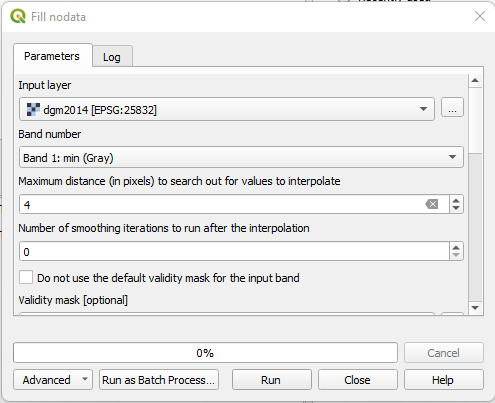 Fill nodata
Parameters
Log
Input layer
dgm2014 [EPSG:25832]
...
Band number
Band 1: min (Gray)
Maximum distance (in pixels) to search out for values to interpolate
4
Number of smoothing iterations to run after the interpolation
0
Do not use the default validity mask for the input band
Validity mask [optional]
0%
Cancel
Advanced
Run as Batch Process...
Run
Close
Help